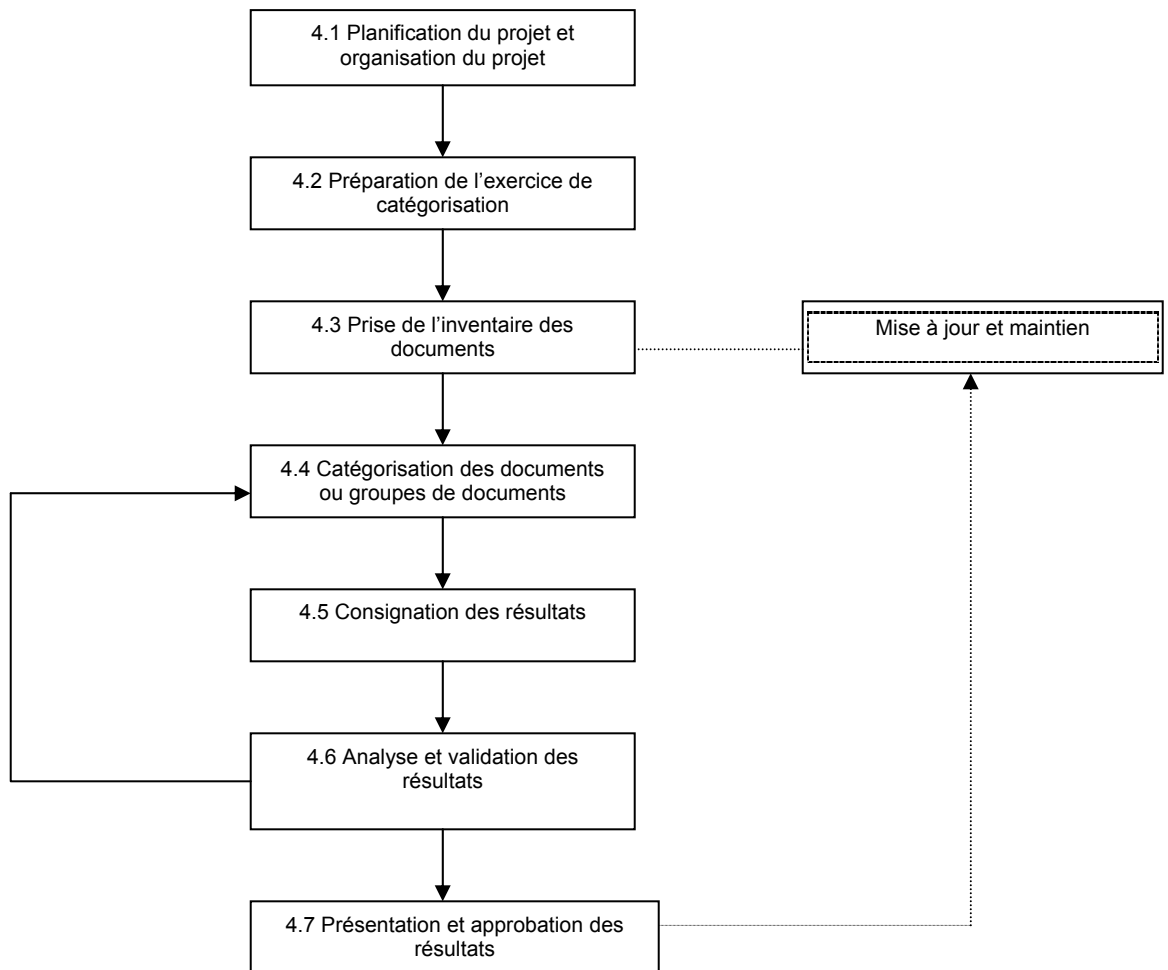 4.1 Planification du projet et
organisation du projet
4.2 Préparation de l’exercice de
catégorisation
4.3 Prise de l’inventaire des
documents
Mise à jour et maintien
4.4 Catégorisation des documents
ou groupes de documents
4.5 Consignation des résultats
4.6 Analyse et validation des
résultats
4.7 Présentation et approbation des
résultats